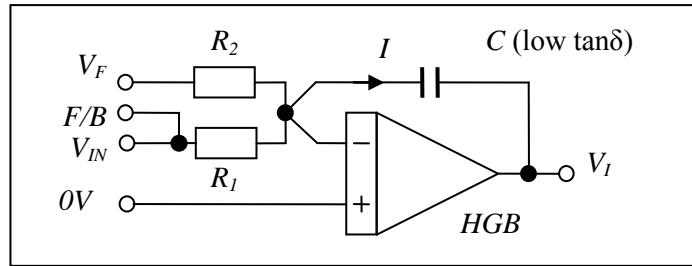 R2
I
C (low tanδ)
VF
F/B
VIN
R1
0V
−
+
HGB
VI